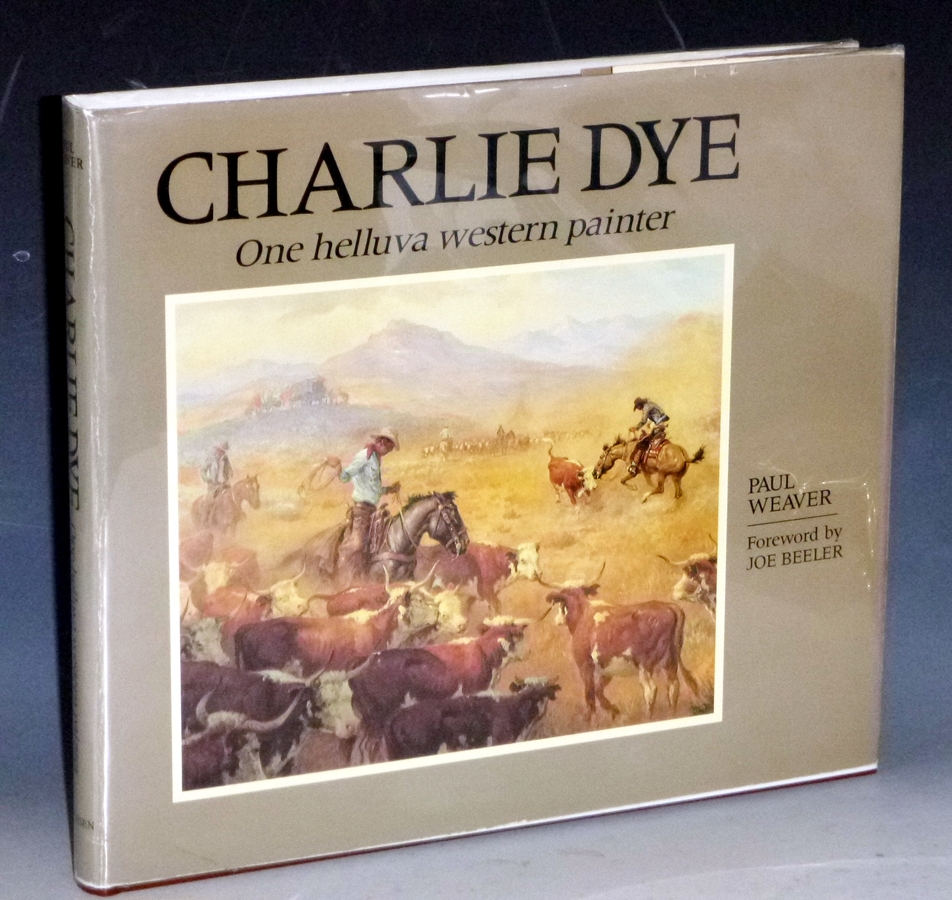 CHARLIE DYE
One helluva western painter
PAUL
WEAVER
Foreword by
JOE BEELER
CHARLIE DYE